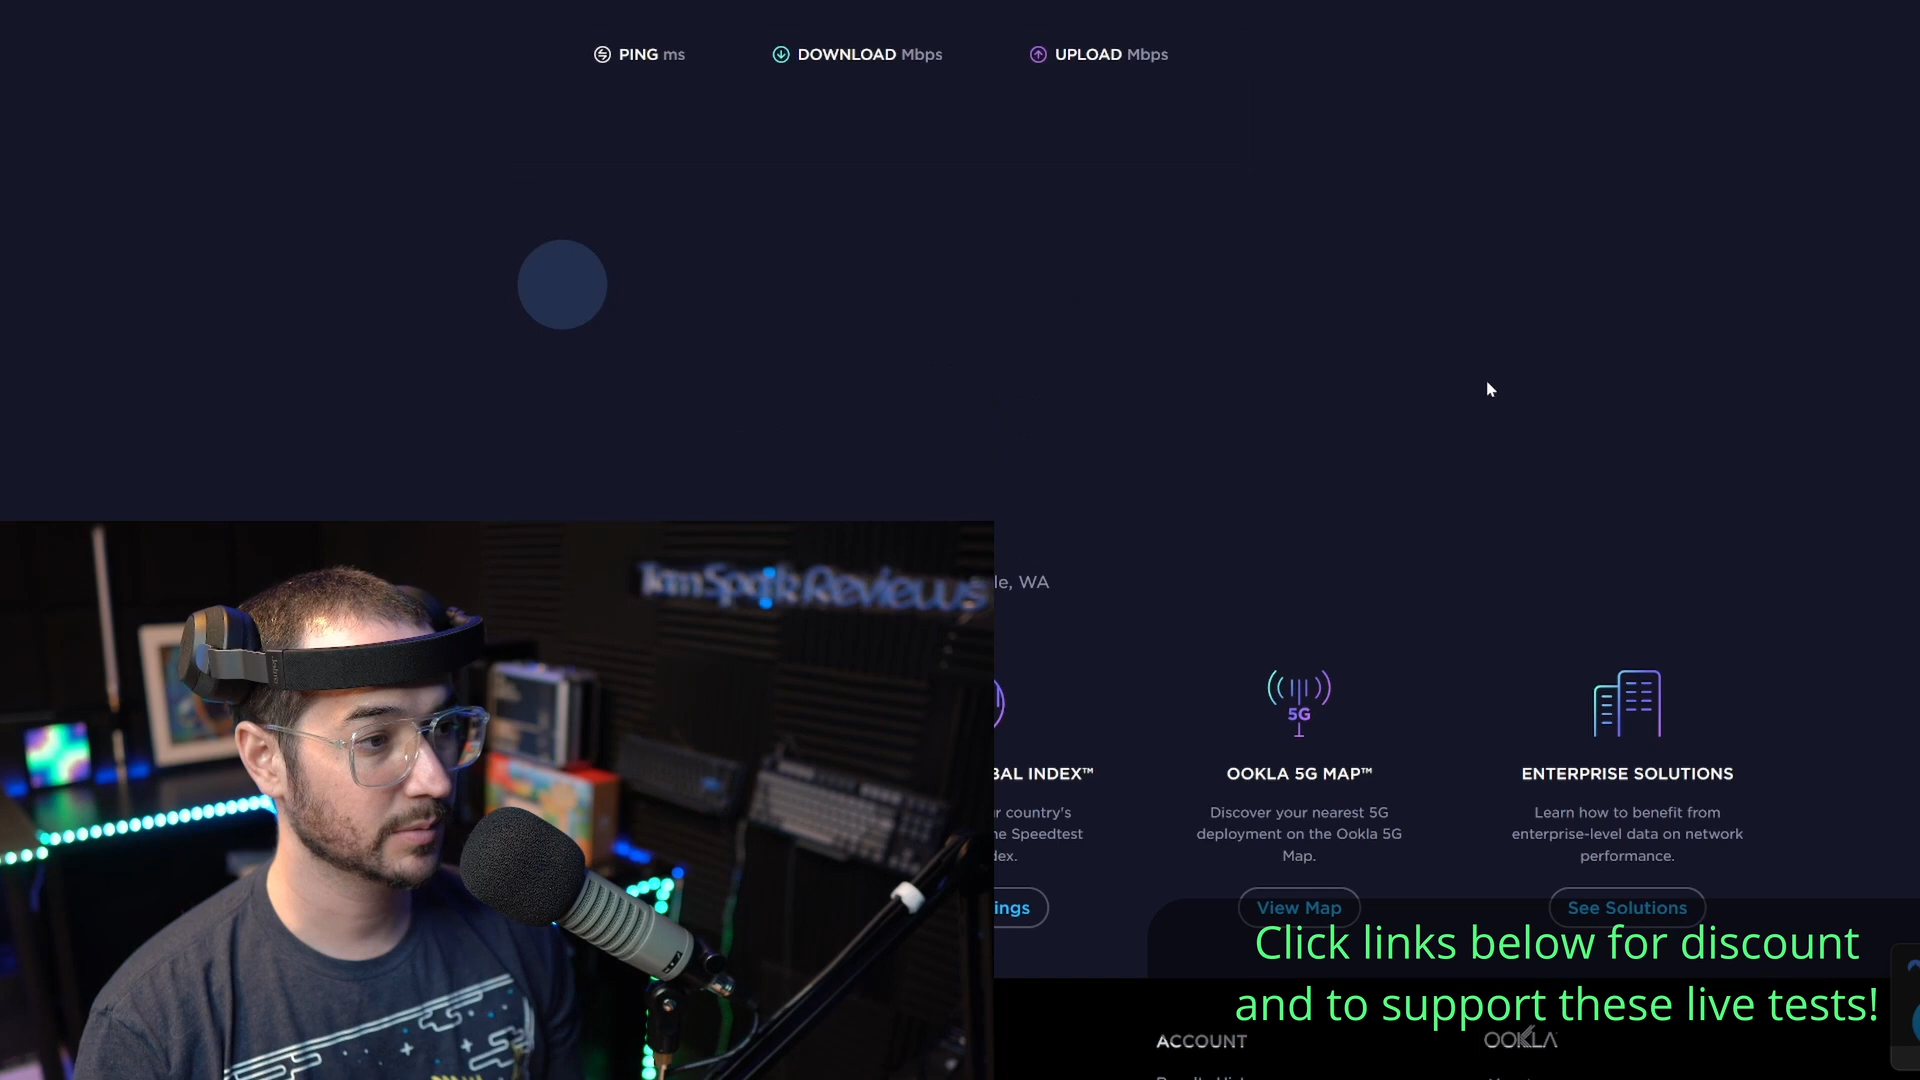 PING ms
DOWNLOAD Mbps
UPLOAD Mbps
TomSparkReviews
le, WA
BAL INDEX™
OOKLA 5G MAP™
ENTERPRISE SOLUTIONS
r country's
ne Speedtest
dex.
Discover your nearest 5G
deployment on the Ookla 5G
Map.
Learn how to benefit from
enterprise-level data on network
performance.
5G
ings
View Map
See Solutions
Click links below for discount
and to support these live tests!
ACCOUNT
OOKLA